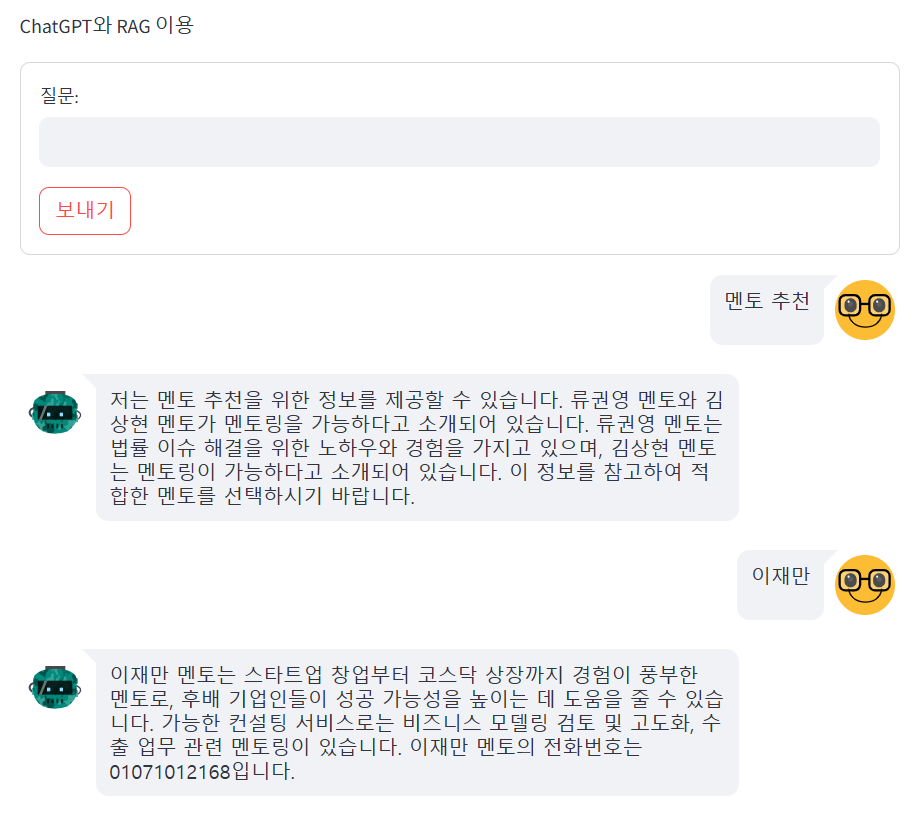 ChatGPT와 RAG 이용
질문:
보내기
멘토 추천
저는 멘토 추천을 위한 정보를 제공할 수 있습니다. 류권영 멘토와 김
상현 멘토가 멘토링을 가능하다고 소개되어 있습니다. 류권영 멘토는
법률 이슈 해결을 위한 노하우와 경험을 가지고 있으며, 김상현 멘토
는 멘토링이 가능하다고 소개되어 있습니다. 이 정보를 참고하여 적
합한 멘토를 선택하시기 바랍니다.
이재만
이재만 멘토는 스타트업 창업부터 코스닥 상장까지 경험이 풍부한
멘토로, 후배 기업인들이 성공 가능성을 높이는 데 도움을 줄 수 있습
니다. 가능한 컨설팅 서비스로는 비즈니스 모델링 검토 및 고도화, 수
출 업무 관련 멘토링이 있습니다. 이재만 멘토의 전화번호는
01071012168입니다.